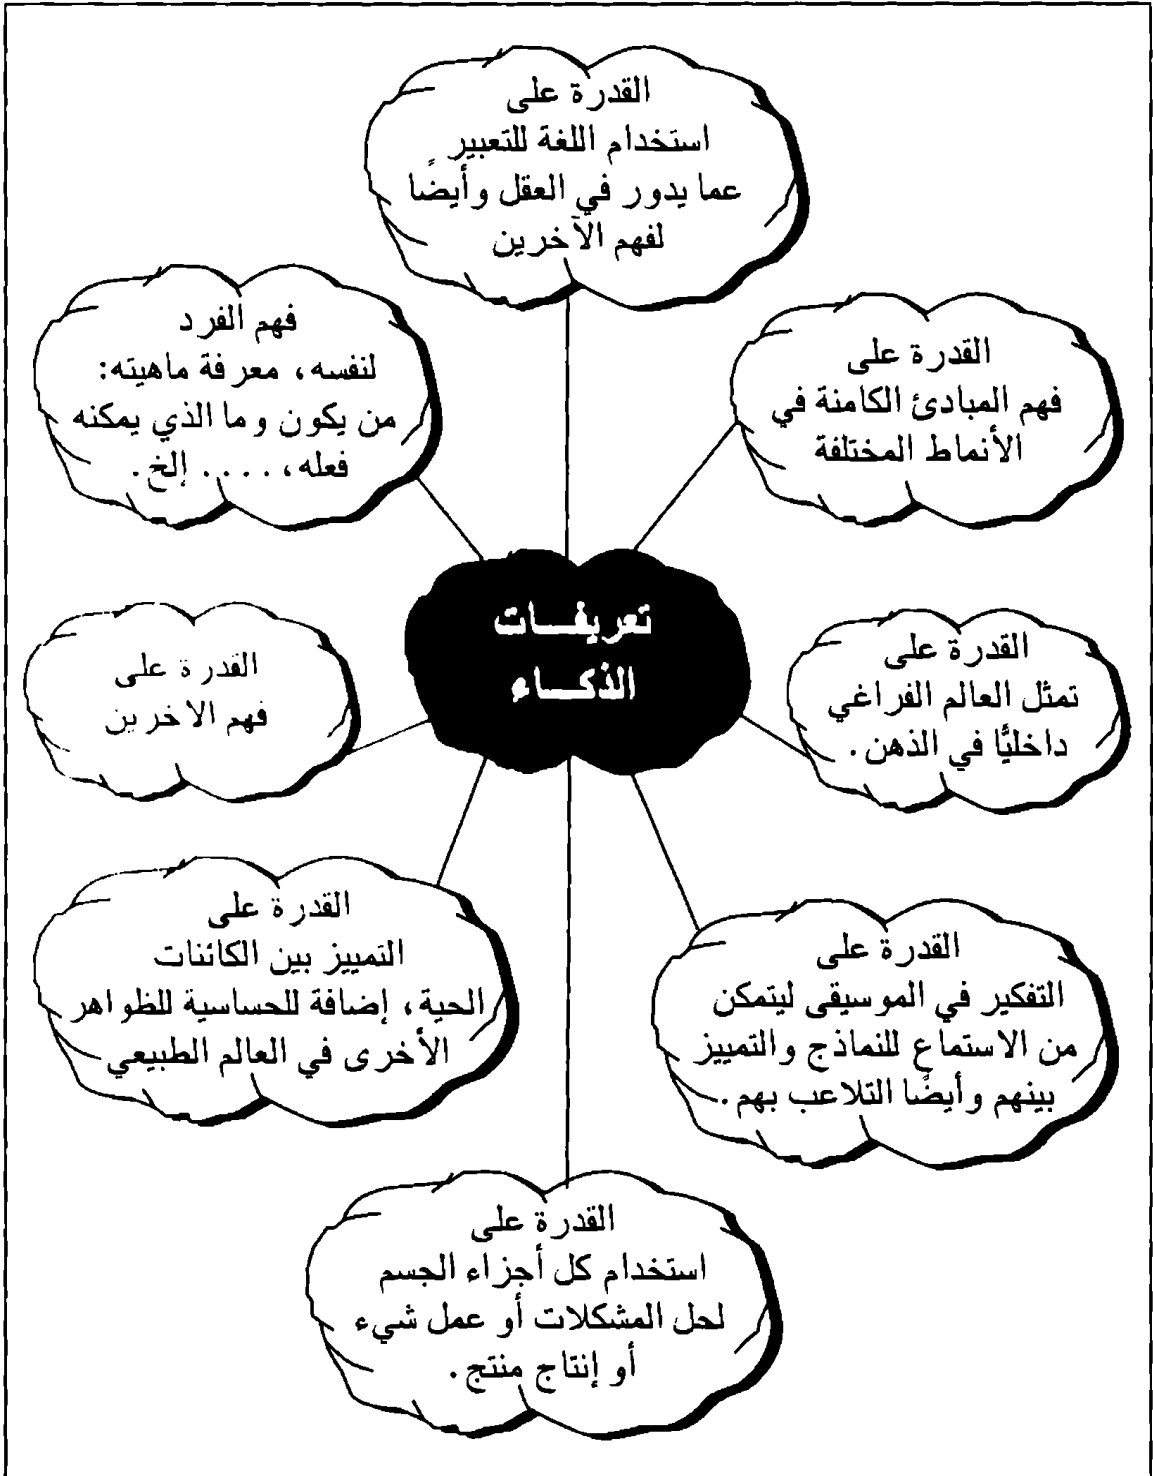 القدرة على
استخدام اللغة للتعبير
عما يدور في العقل وأيضًا
لفهم الآخرين
القدرة على
فهم المبادئ الكامنة في
الأنماط المختلفة
فهم الفرد
لنفسه، معرفة ماهيته:
من يكون وما الذي يمكنه
فعله، .... إلخ.
تعريفات
الذكاء
القدرة على
تمثل العالم الفراغي
داخليًّا في الذهن.
القدرة على
فهم الاخرين
القدرة على
التفكير في الموسيقى ليتمكن
من الاستماع للنماذج والتمييز
بينهم وأيضًا التلاعب بهم.
القدرة على
التمييز بين الكائنات
الحية، إضافة للحساسية للظواهر
الأخرى في العالم الطبيعي
القدرة على
استخدام كل أجزاء الجسم
لحل المشكلات أو عمل شيء
أو إنتاج منتج.